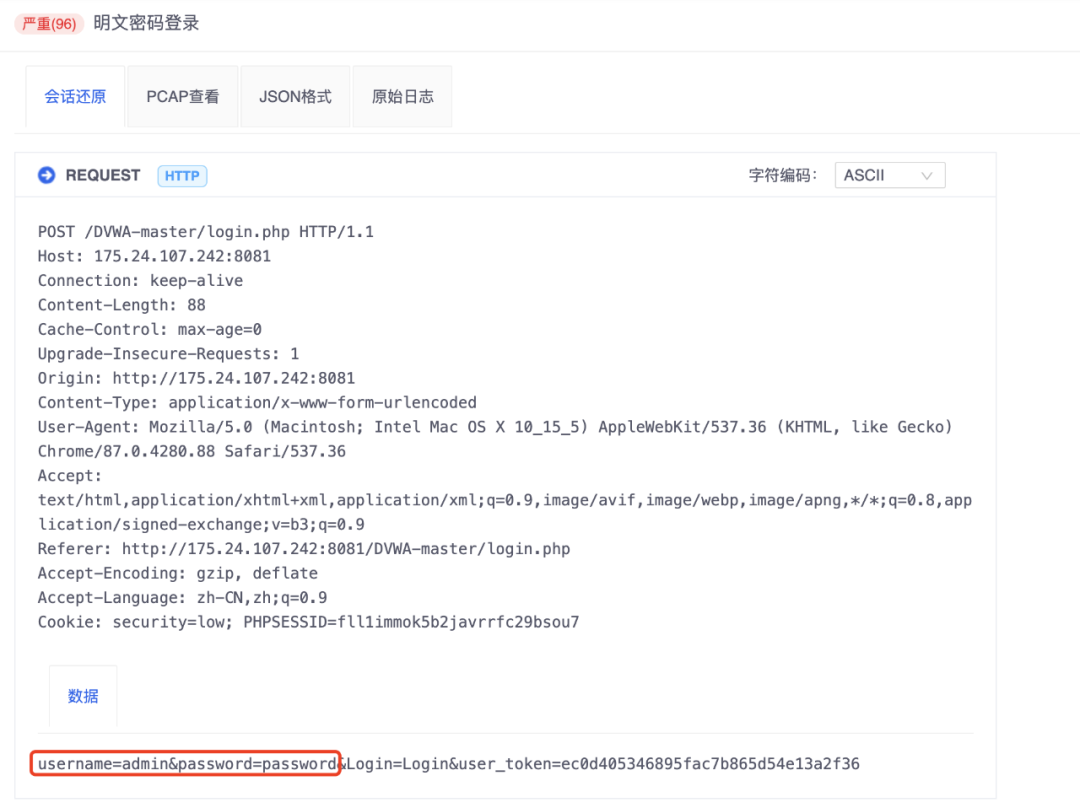 严重(96) 明文密码登录
会话还原 PCAP查看 JSON格式 原始日志
REQUEST HTTP 字符编码： ASCII
POST /DVWA-master/login.php HTTP/1.1
Host: 175.24.107.242:8081
Connection: keep-alive
Content-Length: 88
Cache-Control: max-age=0
Upgrade-Insecure-Requests: 1
Origin: http://175.24.107.242:8081
Content-Type: application/x-www-form-urlencoded
User-Agent: Mozilla/5.0 (Macintosh; Intel Mac OS X 10_15_5) AppleWebKit/537.36 (KHTML, like Gecko)
Chrome/87.0.4280.88 Safari/537.36
Accept:
text/html,application/xhtml+xml,application/xml;q=0.9,image/avif,image/webp,image/apng,*/*;q=0.8,app
lication/signed-exchange;v=b3;q=0.9
Referer: http://175.24.107.242:8081/DVWA-master/login.php
Accept-Encoding: gzip, deflate
Accept-Language: zh-CN,zh;q=0.9
Cookie: security=low; PHPSESSID=fll1immok5b2javrrfc29bsou7
数据
username=admin&password=password&Login=Login&user_token=ec0d405346895fac7b865d54e13a2f36